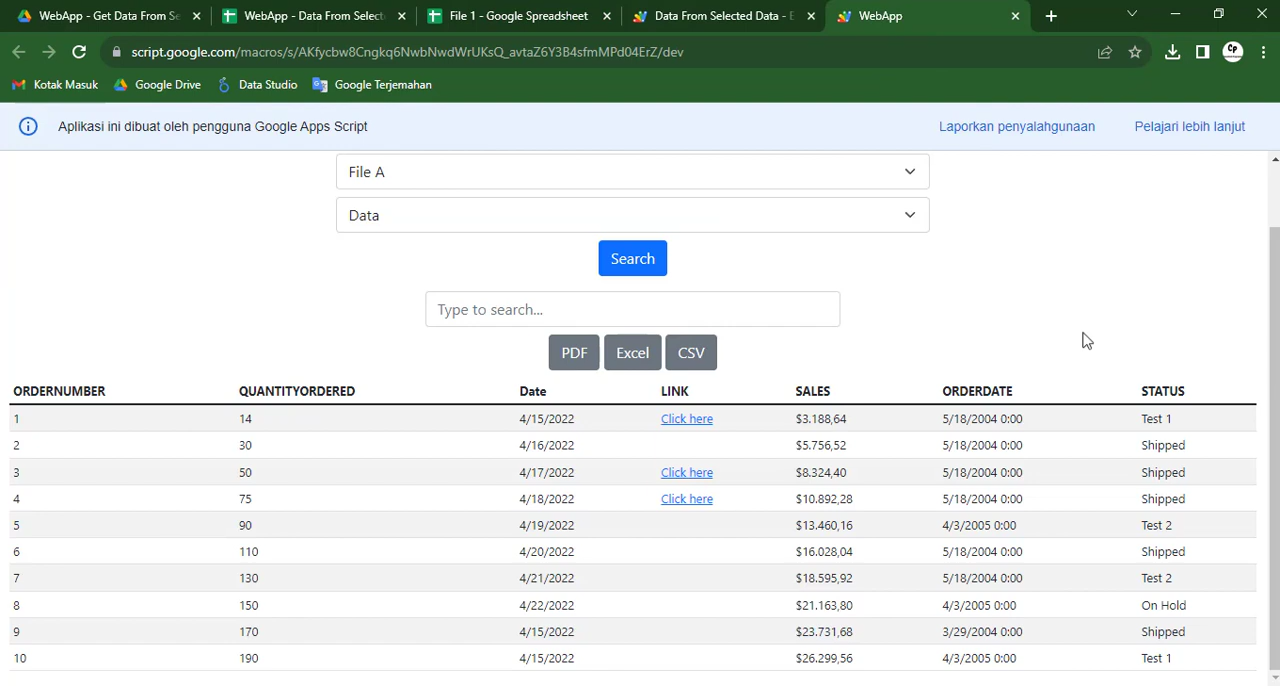 WebApp - Get Data From Se
WebApp - Data From Select
File 1 - Google Spreadsheet
Data From Selected Data - E
WebApp
script.google.com/macros/s/AKfycbw8Cngkq6NwbNwdWrUKsQ_avtaZ6Y3B4sfmMPd04ErZ/dev
Cp
Kotak Masuk
Google Drive
Data Studio
Google Terjemahan
Aplikasi ini dibuat oleh pengguna Google Apps Script
Laporkan penyalahgunaan
Pelajari lebih lanjut
File A
Data
Search
Type to search...
PDF Excel CSV
ORDERNUMBER QUANTITYORDERED Date LINK SALES ORDERDATE STATUS
1 14 4/15/2022 Click here $3.188,64 5/18/2004 0:00 Test 1
2 30 4/16/2022 $5.756,52 5/18/2004 0:00 Shipped
3 50 4/17/2022 Click here $8.324,40 5/18/2004 0:00 Shipped
4 75 4/18/2022 Click here $10.892,28 5/18/2004 0:00 Shipped
5 90 4/19/2022 $13.460,16 4/3/2005 0:00 Test 2
6 110 4/20/2022 $16.028,04 5/18/2004 0:00 Shipped
7 130 4/21/2022 $18.595,92 5/18/2004 0:00 Test 2
8 150 4/22/2022 $21.163,80 4/3/2005 0:00 On Hold
9 170 4/15/2022 $23.731,68 3/29/2004 0:00 Shipped
10 190 4/15/2022 $26.299,56 4/3/2005 0:00 Test 1